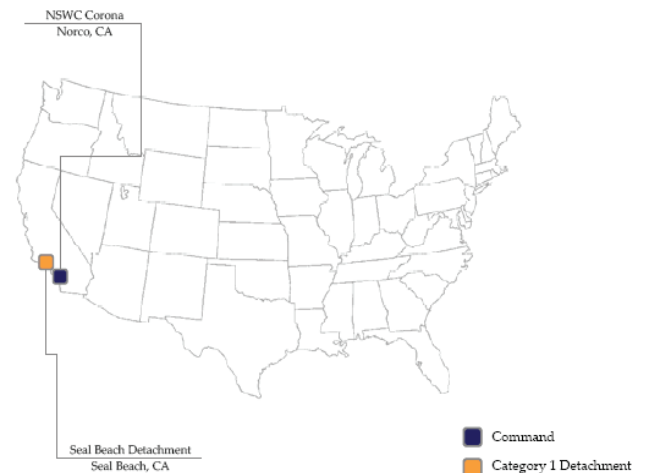 NSWC Corona
Norco, CA
Seal Beach Detachment
Seal Beach, CA
Command
Category 1 Detachment